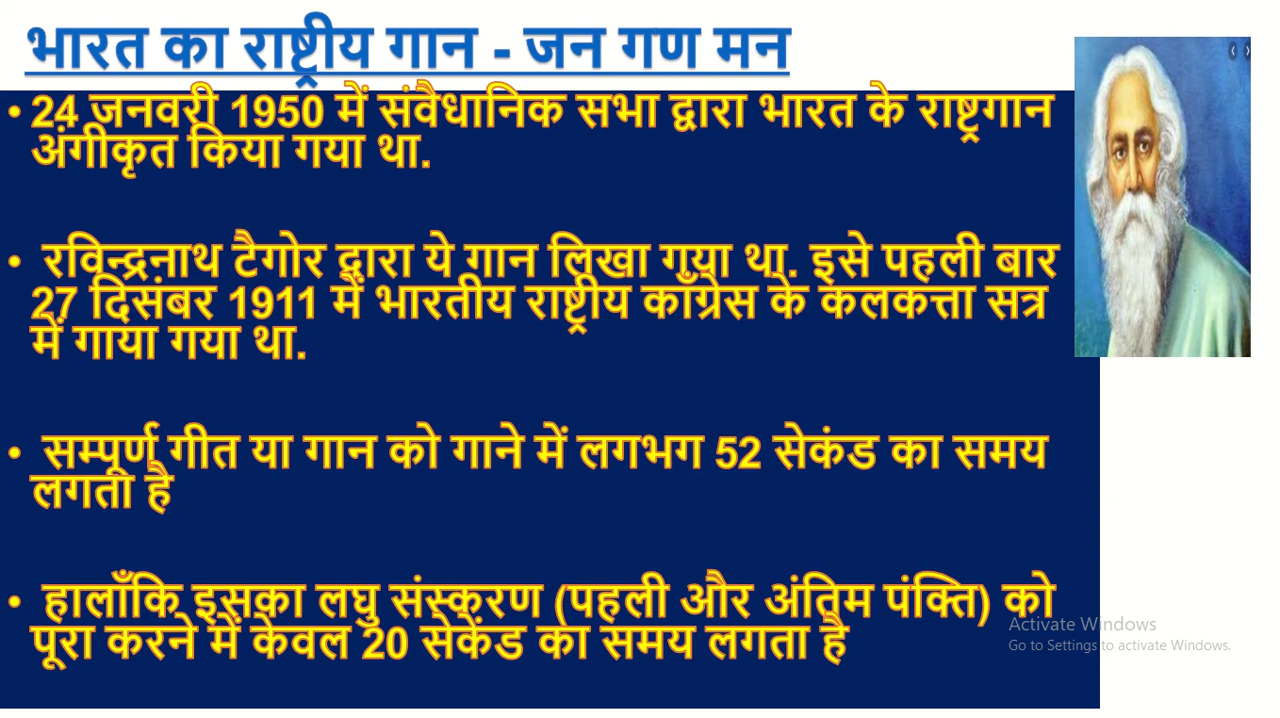 भारत का राष्ट्रीय गान - जन गण मन
• 24 जनवरी 1950 में संवैधानिक सभा द्वारा भारत के राष्ट्रगान
अंगीकृत किया गया था.
• रविन्द्रनाथ टैगोर द्वारा ये गान लिखा गया था. इसे पहली बार
27 दिसंबर 1911 में भारतीय राष्ट्रीय काँग्रेस के कलकत्ता सत्र
में गाया गया था.
• सम्पूर्ण गीत या गान को गाने में लगभग 52 सेकंड का समय
लगता है
• हालाँकि इसका लघु संस्करण (पहली और अंतिम पंक्ति) को
पूरा करने में केवल 20 सेकेंड का समय लगता है
Activate Windows
Go to Settings to activate Windows.